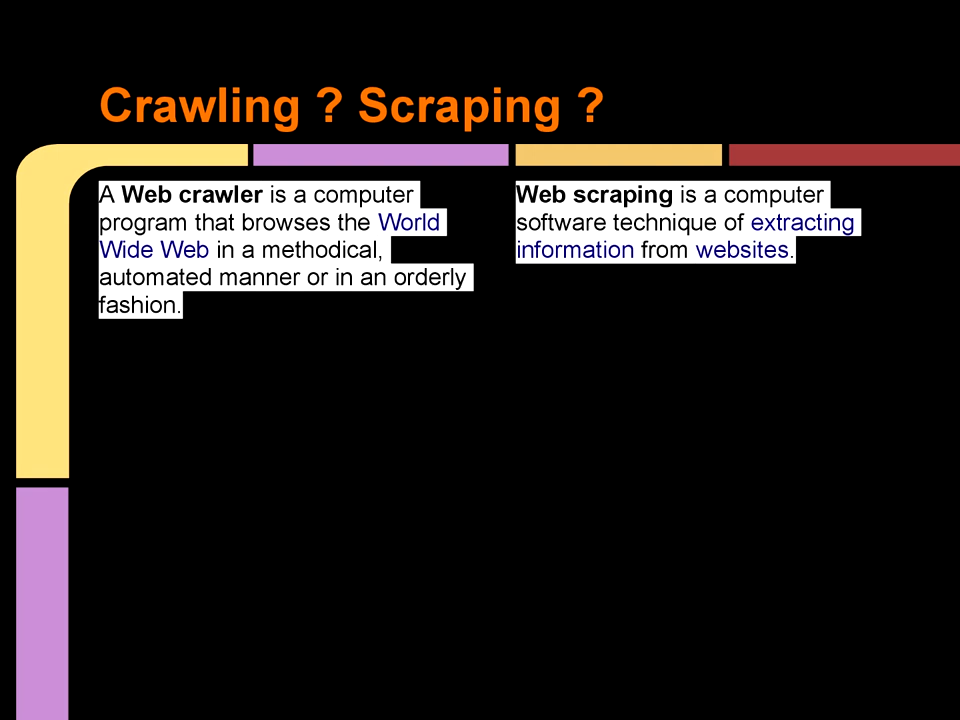 Crawling ? Scraping ?
A Web crawler is a computer
program that browses the World
Wide Web in a methodical,
automated manner or in an orderly
fashion.
Web scraping is a computer
software technique of extracting
information from websites.